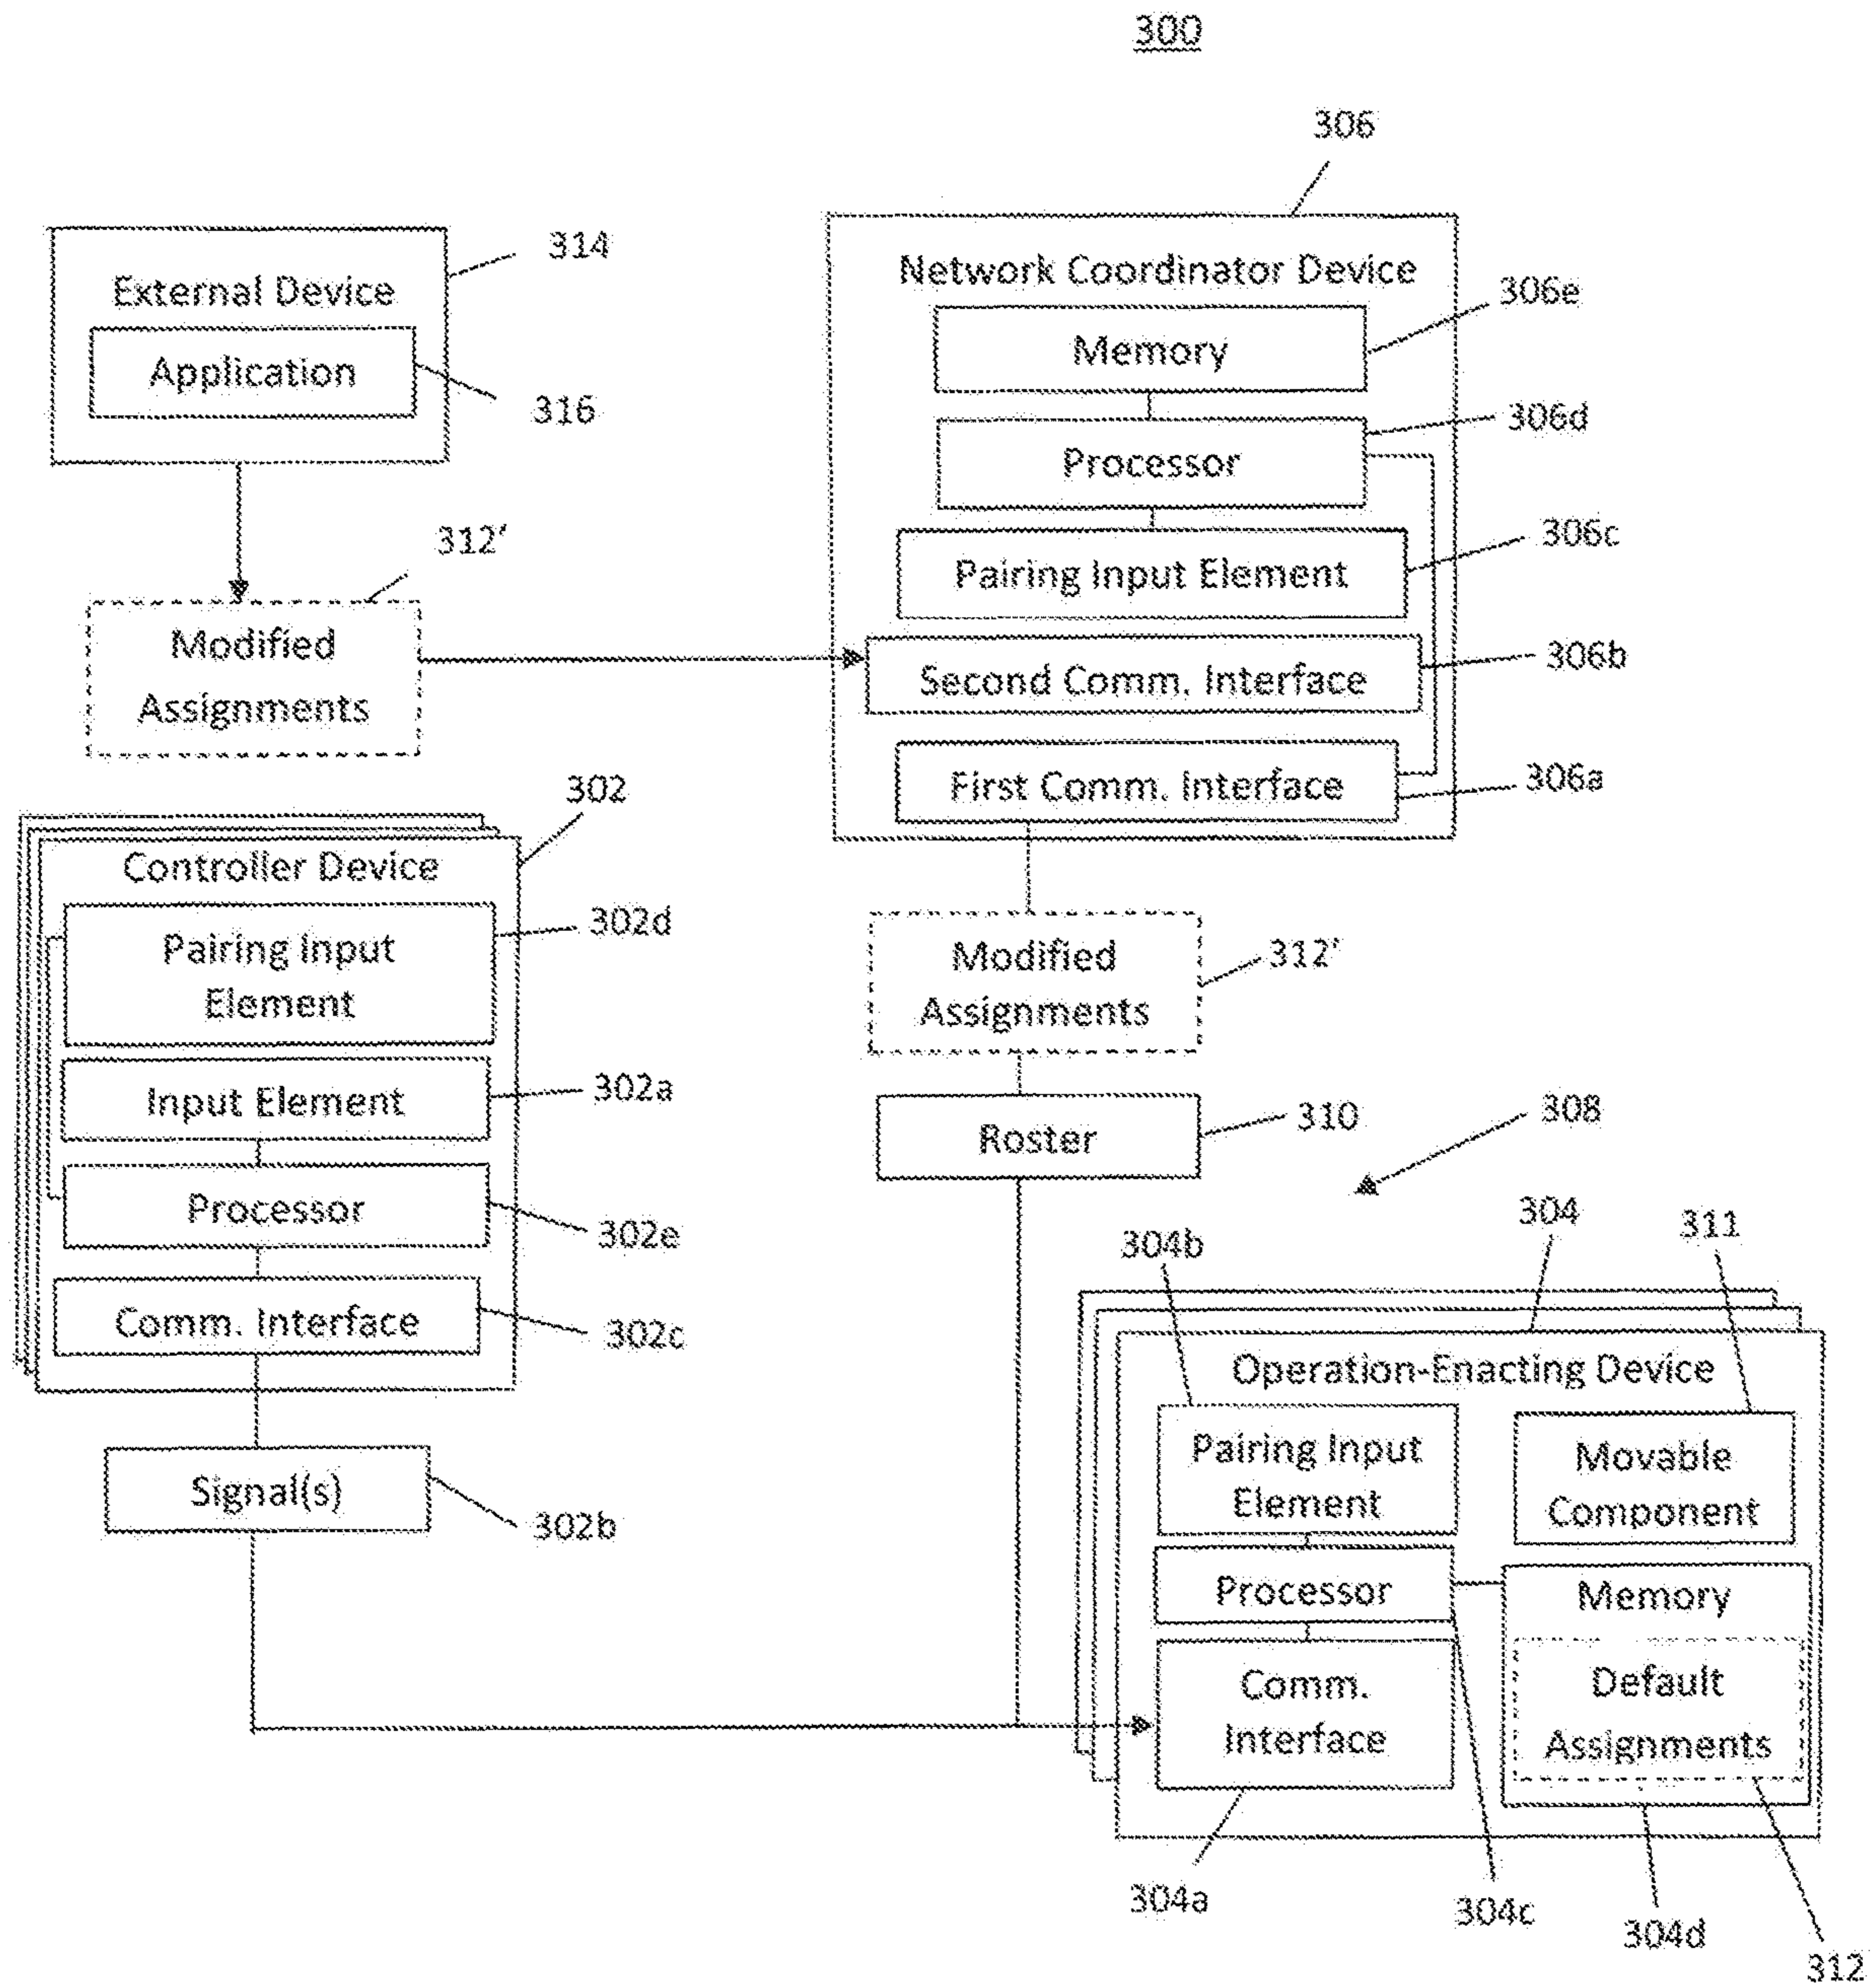 300
306
314
External Device
Application
316
Network Coordinator Device
306e
Memory
306d
Processor
306c
Pairing Input Element
306b
Second Comm. Interface
306a
First Comm. Interface
312'
Modified
Assignments
302
Controller Device
302d
Pairing Input
Element
302a
Input Element
Processor
302e
Comm. Interface
302c
Signal(s)
302b
Modified
Assignments
312'
Roster
310
308
304
311
304b
Operation-Enacting Device
Pairing Input
Element
Movable
Component
Processor
Memory
Comm.
Interface
Default
Assignments
304a
304c
304d
312